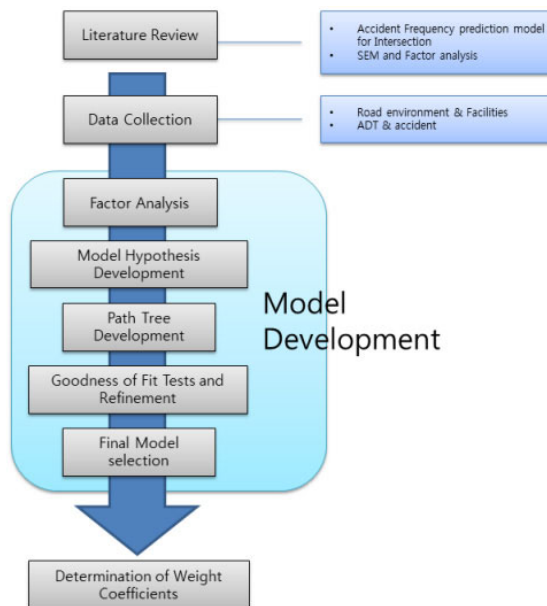 Literature Review
• Accident Frequency prediction model
for Intersection
• SEM and Factor analysis
Data Collection
• Road environment & Facilities
• ADT & accident
Factor Analysis
Model Hypothesis
Development
Path Tree
Development
Model
Development
Goodness of Fit Tests and
Refinement
Final Model
selection
Determination of Weight
Coefficients